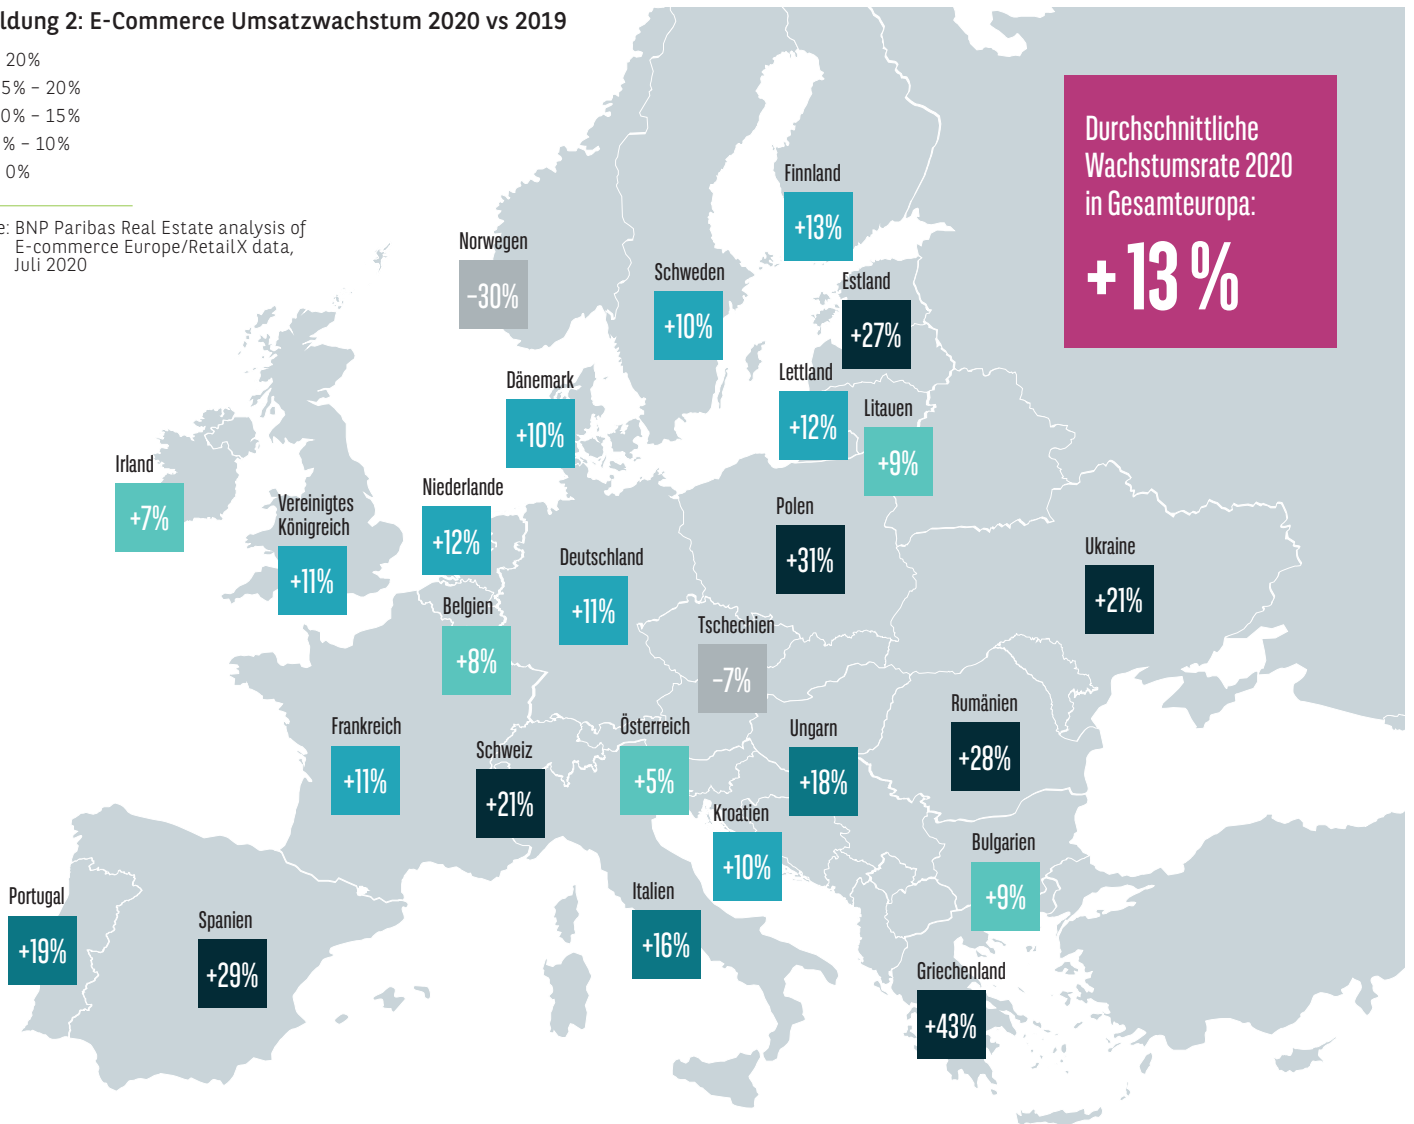 ldung 2: E-Commerce Umsatzwachstum 2020 vs 2019
20%
5% – 20%
0% – 15%
% – 10%
0%
e: BNP Paribas Real Estate analysis of
E-commerce Europe/RetailX data,
Juli 2020
Durchschnittliche
Wachstumsrate 2020
in Gesamteuropa:
+13%
Finnland
+13%
Norwegen
–30%
Schweden
+10%
Estland
+27%
Dänemark
+10%
Lettland
+12%
Litauen
+9%
Irland
+7%
Vereinigtes
Königreich
+11%
Niederlande
+12%
Deutschland
+11%
Polen
+31%
Ukraine
+21%
Belgien
+8%
Tschechien
–7%
Frankreich
+11%
Schweiz
+21%
Österreich
+5%
Ungarn
+18%
Rumänien
+28%
Kroatien
+10%
Bulgarien
+9%
Portugal
+19%
Spanien
+29%
Italien
+16%
Griechenland
+43%